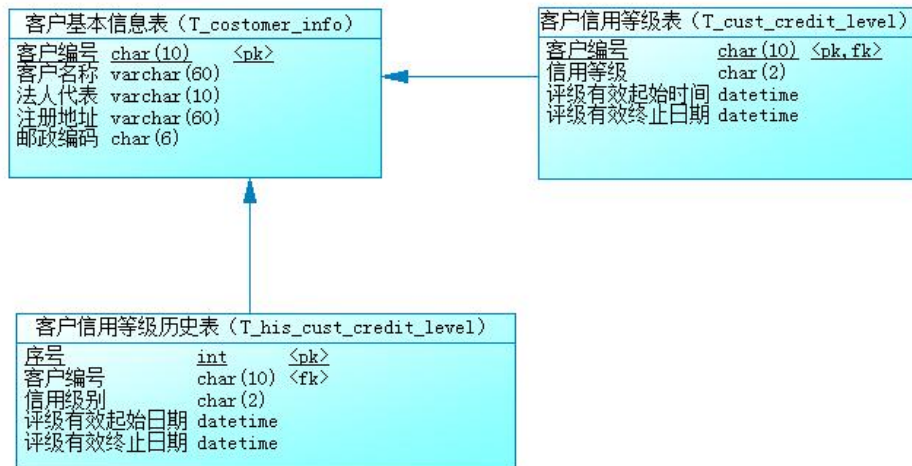 客户基本信息表（T_costomer_info）
客户编号 char(10) <pk>
客户名称 varchar(60)
法人代表 varchar(10)
注册地址 varchar(60)
邮政编码 char(6)
客户信用等级表（T_cust_credit_level）
客户编号 char(10) <pk,fk>
信用等级 char(2)
评级有效起始时间 datetime
评级有效终止日期 datetime
客户信用等级历史表（T_his_cust_credit_level）
序号 int <pk>
客户编号 char(10) <fk>
信用级别 char(2)
评级有效起始日期 datetime
评级有效终止日期 datetime